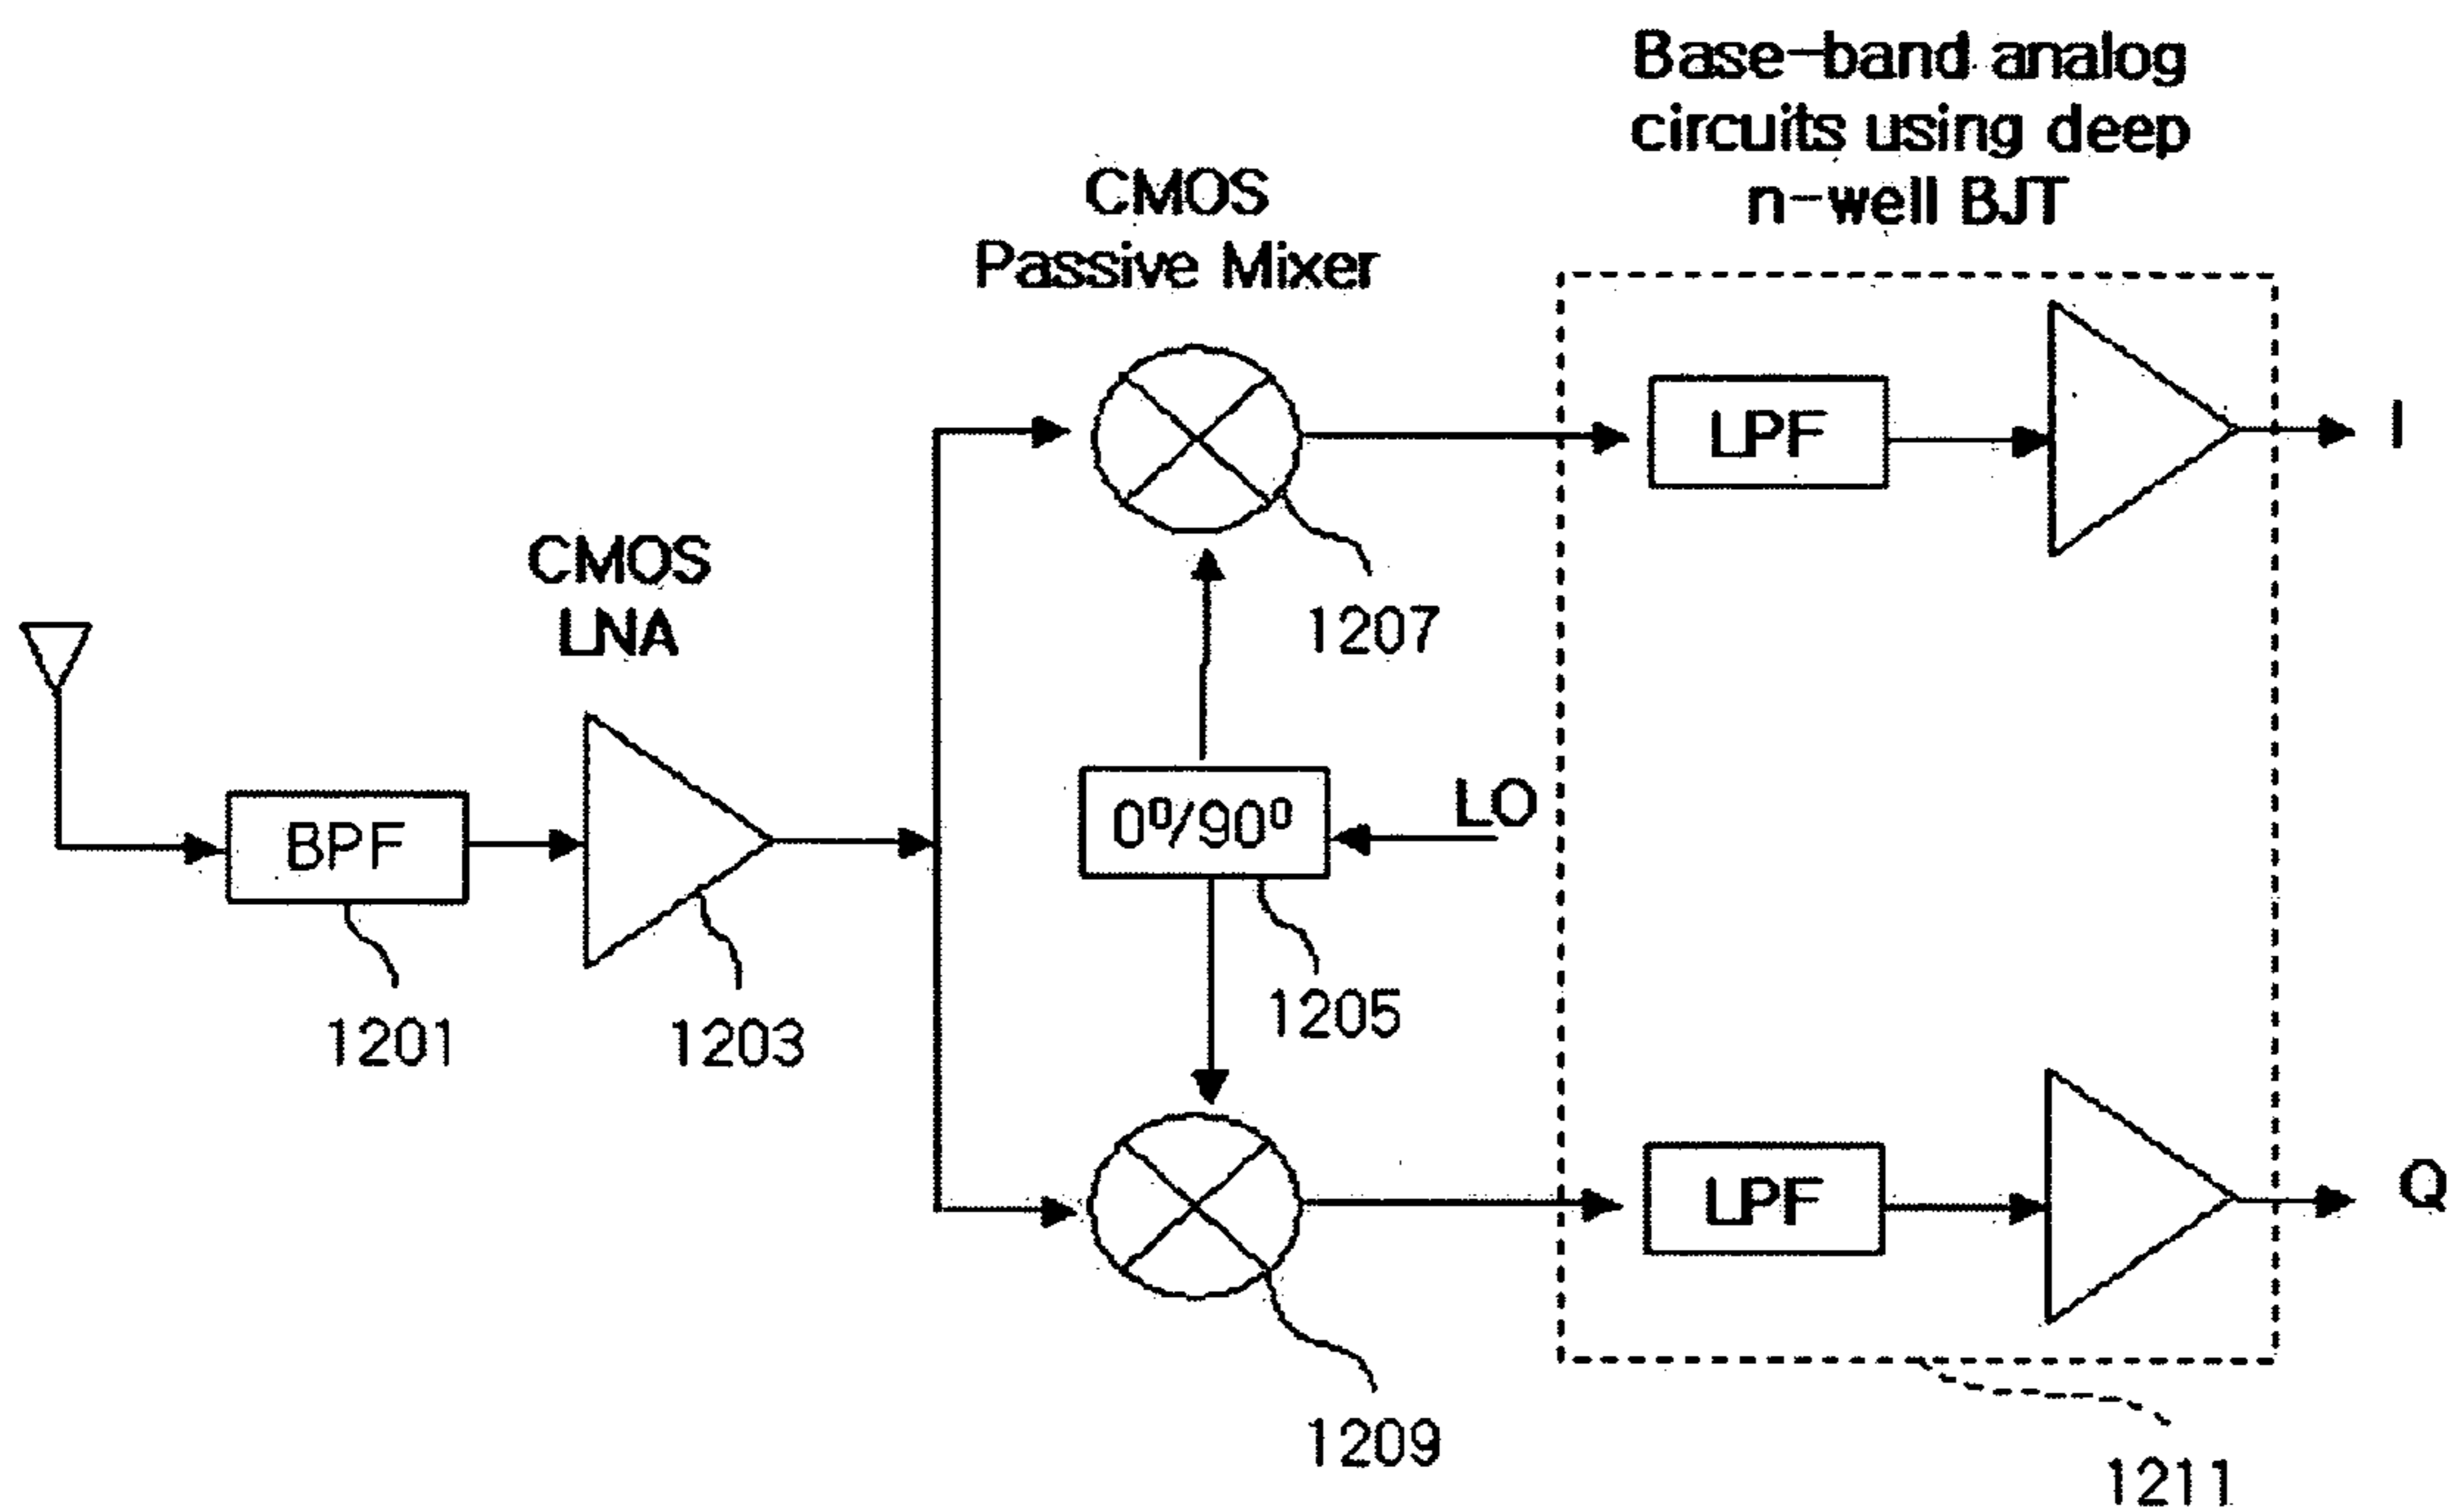 Base-band analog
circuits using deep
n-well BJT
CMOS
Passive Mixer
LPF
I
CMOS
LNA
1207
BPF
0⁰/90⁰
LO
1201
1203
1205
LPF
Q
1209
1211